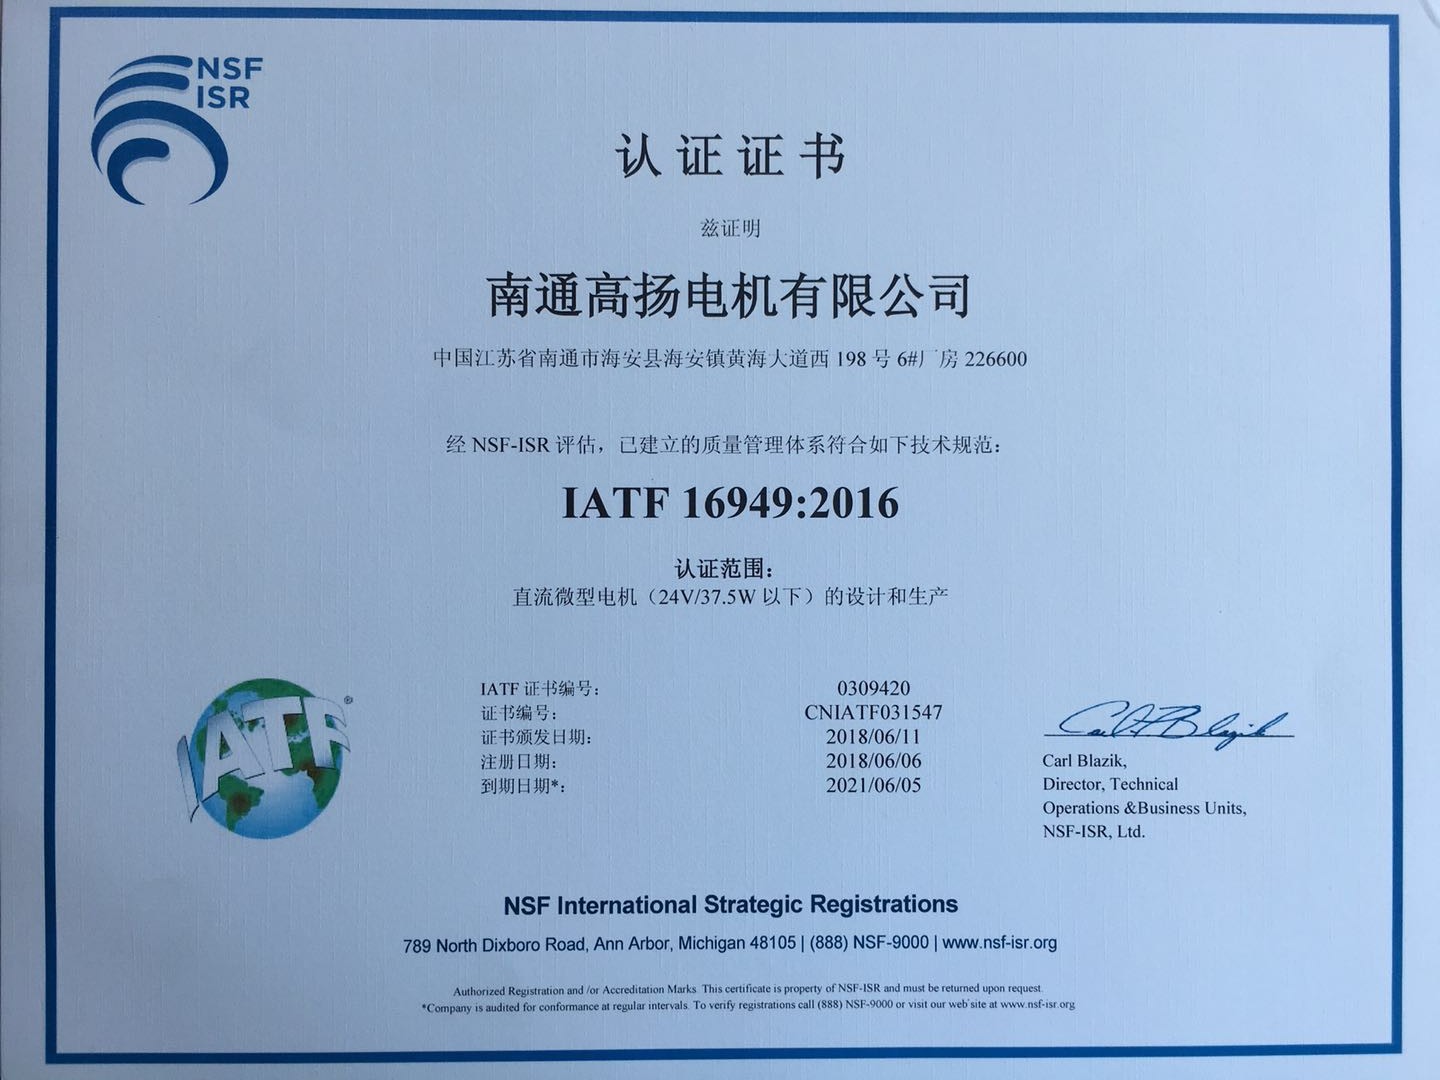 NSF
ISR
认证证书
兹证明
南通高扬电机有限公司
中国江苏省南通市海安县海安镇黄海大道西 198 号 6#厂房 226600
经 NSF-ISR 评估，已建立的质量管理体系符合如下技术规范：
IATF 16949:2016
认证范围：
直流微型电机（24V/37.5W 以下）的设计和生产
IATF®
IATF 证书编号： 0309420
证书编号： CNIATF031547
证书颁发日期： 2018/06/11
注册日期： 2018/06/06
到期日期*： 2021/06/05
Carl Blazik
Carl Blazik,
Director, Technical
Operations &Business Units,
NSF-ISR, Ltd.
NSF International Strategic Registrations
789 North Dixboro Road, Ann Arbor, Michigan 48105 | (888) NSF-9000 | www.nsf-isr.org
Authorized Registration and /or Accreditation Marks. This certificate is property of NSF-ISR and must be returned upon request.
*Company is audited for conformance at regular intervals. To verify registrations call (888) NSF-9000 or visit our web site at www.nsf-isr.org